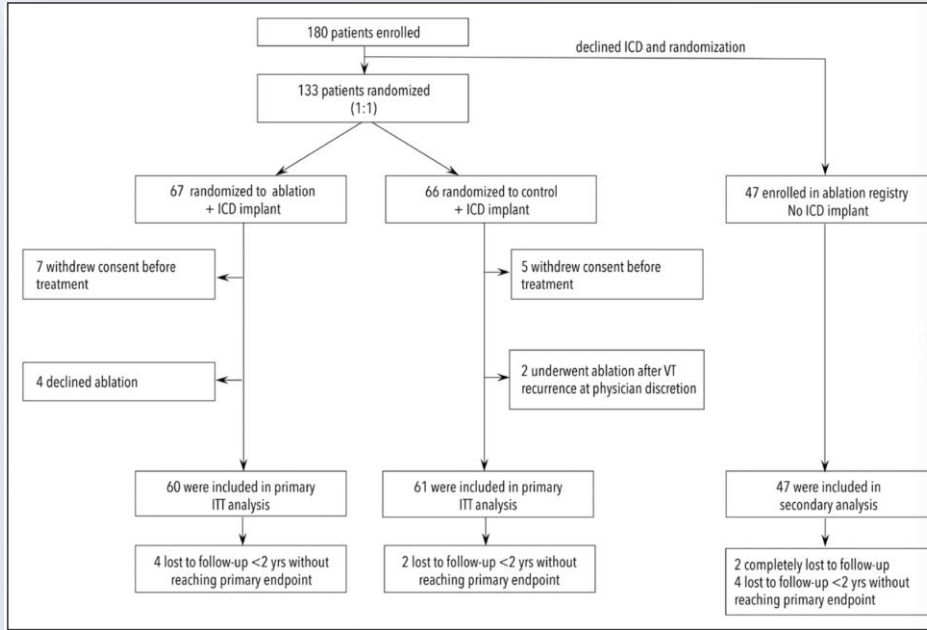 180 patients enrolled
declined ICD and randomization
133 patients randomized
(1:1)
67 randomized to ablation
+ ICD implant
66 randomized to control
+ ICD implant
47 enrolled in ablation registry
No ICD implant
7 withdrew consent before
treatment
5 withdrew consent before
treatment
4 declined ablation
2 underwent ablation after VT
recurrence at physician discretion
60 were included in primary
ITT analysis
61 were included in primary
ITT analysis
47 were included in
secondary analysis
4 lost to follow-up <2 yrs without
reaching primary endpoint
2 lost to follow-up <2 yrs without
reaching primary endpoint
2 completely lost to follow-up
4 lost to follow-up <2 yrs without
reaching primary endpoint